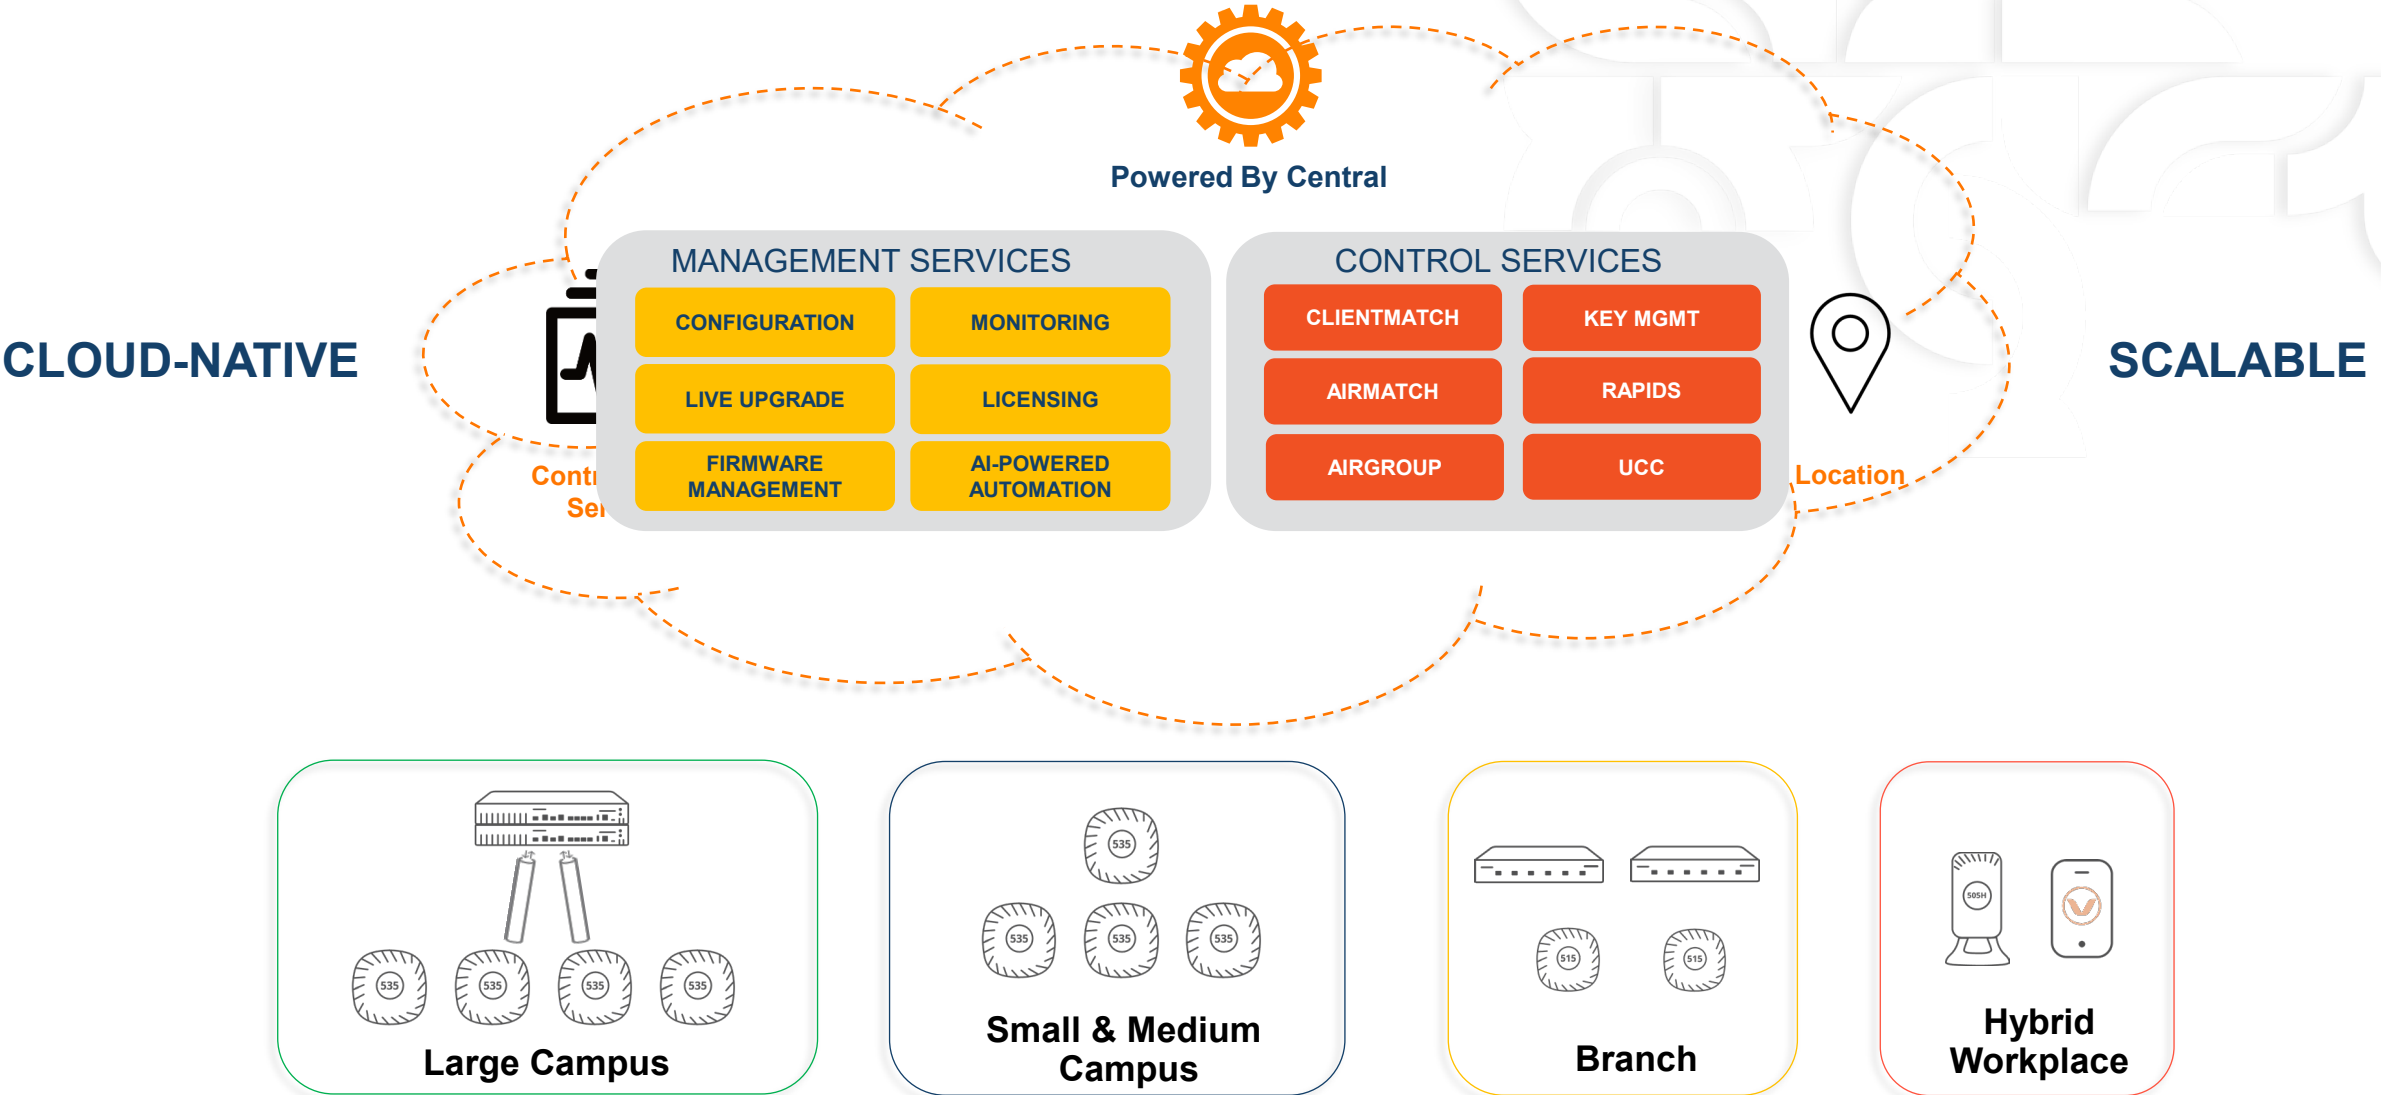 Powered By Central
MANAGEMENT SERVICES
CONFIGURATION
MONITORING
LIVE UPGRADE
LICENSING
FIRMWARE
MANAGEMENT
AI-POWERED
AUTOMATION
CONTROL SERVICES
CLIENTMATCH
KEY MGMT
AIRMATCH
RAPIDS
AIRGROUP
UCC
CLOUD-NATIVE
SCALABLE
Location
535
535
535
535
Large Campus
535
535
535
535
Small & Medium
Campus
515
515
Branch
505H
Hybrid
Workplace